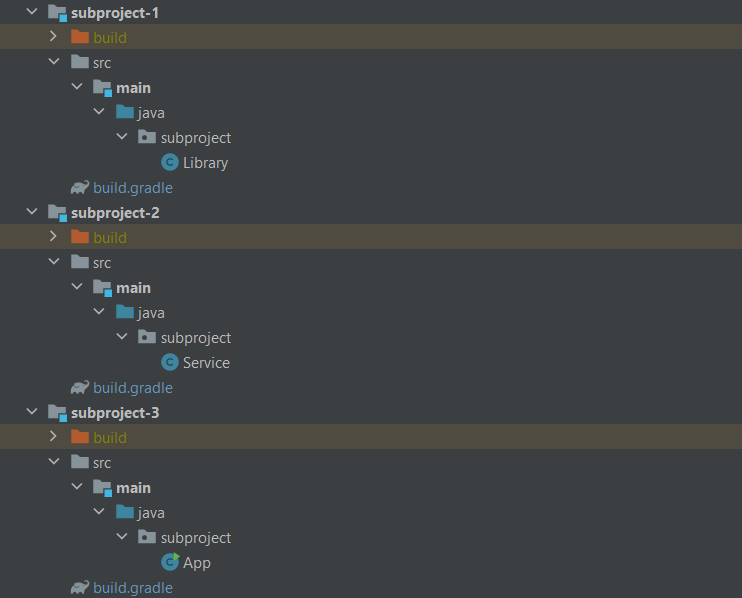 subproject-1
build
src
main
java
subproject
C Library
build.gradle
subproject-2
build
src
main
java
subproject
C Service
build.gradle
subproject-3
build
src
main
java
subproject
C App
build.gradle